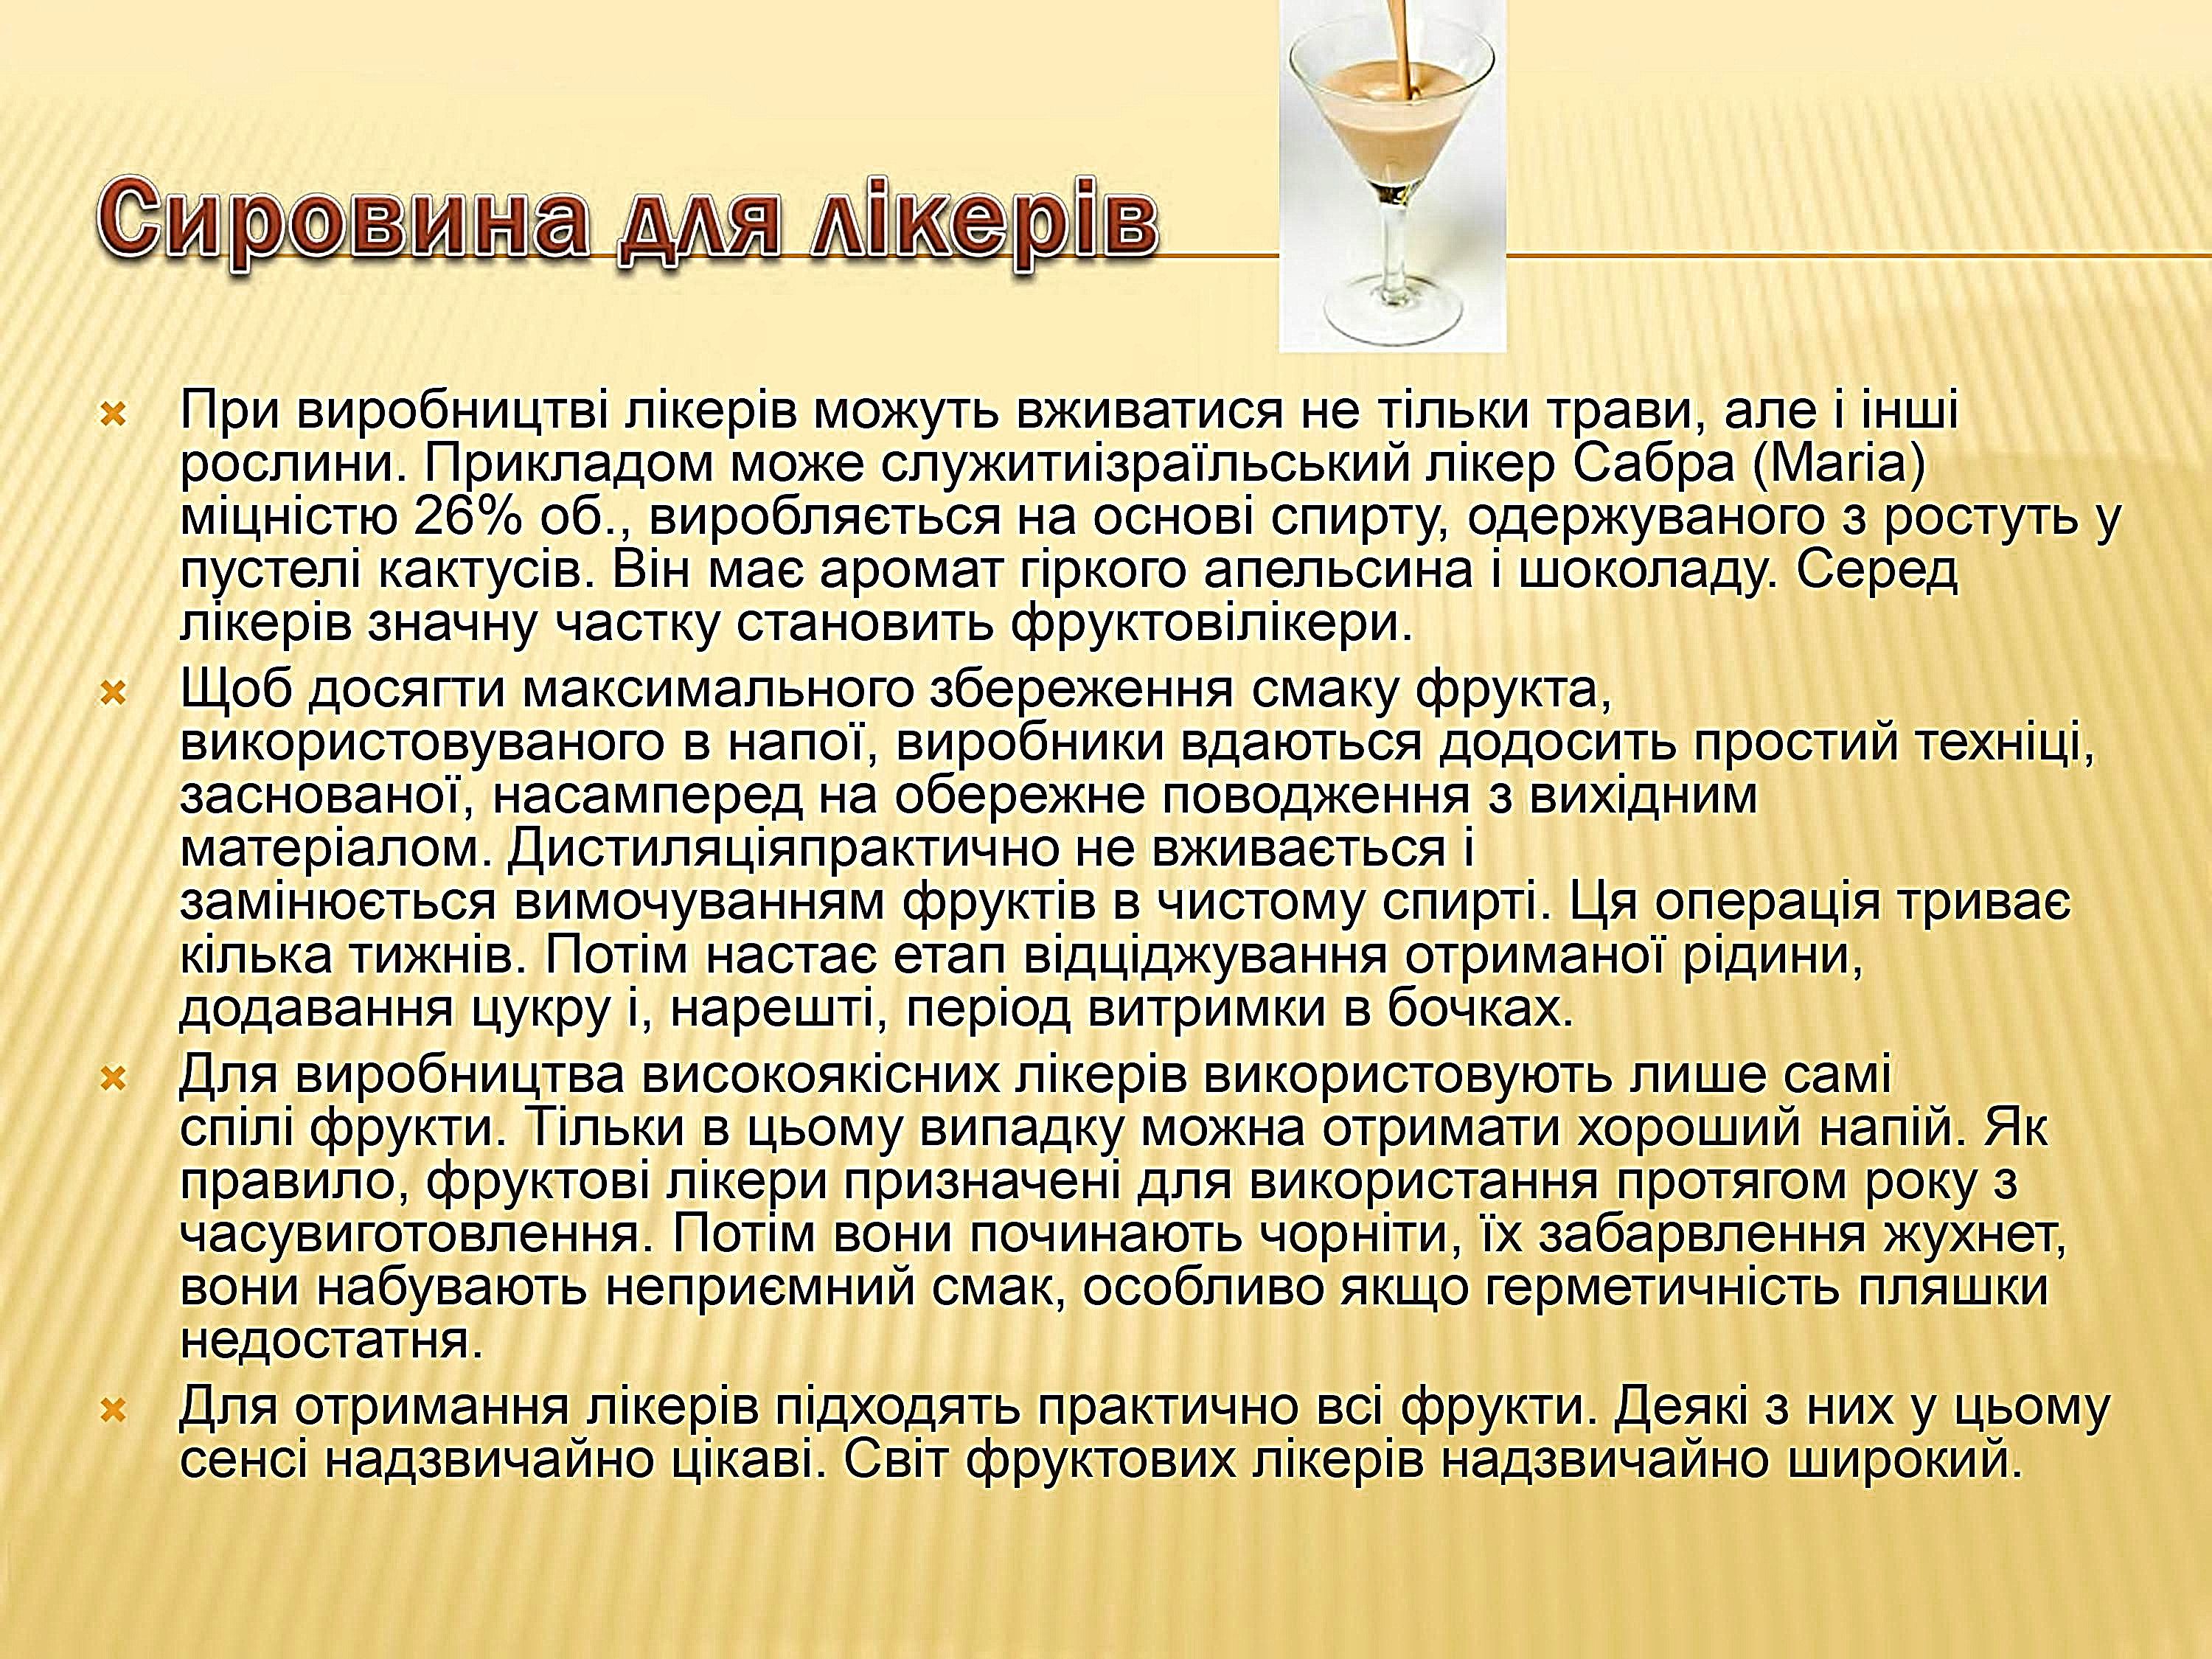 Сировина для лікерів
При виробництві лікерів можуть вживатися не тільки трави, але і інші
рослини. Прикладом може служитиізраїльський лікер Сабра (Maria)
міцністю 26% об., виробляється на основі спирту, одержуваного з ростуть у
пустелі кактусів. Він має аромат гіркого апельсина і шоколаду. Серед
лікерів значну частку становить фруктовілікери.
Щоб досягти максимального збереження смаку фрукта,
використовуваного в напої, виробники вдаються додосить простий техніці,
заснованої, насамперед на обережне поводження з вихідним
матеріалом. Дистиляціяпрактично не вживається і
замінюється вимочуванням фруктів в чистому спирті. Ця операція триває
кілька тижнів. Потім настає етап відціджування отриманої рідини,
додавання цукру і, нарешті, період витримки в бочках.
Для виробництва високоякісних лікерів використовують лише самі
спілі фрукти. Тільки в цьому випадку можна отримати хороший напій. Як
правило, фруктові лікери призначені для використання протягом року з
часувиготовлення. Потім вони починають чорніти, їх забарвлення жухнет,
вони набувають неприємний смак, особливо якщо герметичність пляшки
недостатня.
Для отримання лікерів підходять практично всі фрукти. Деякі з них у цьому
сенсі надзвичайно цікаві. Світ фруктових лікерів надзвичайно широкий.